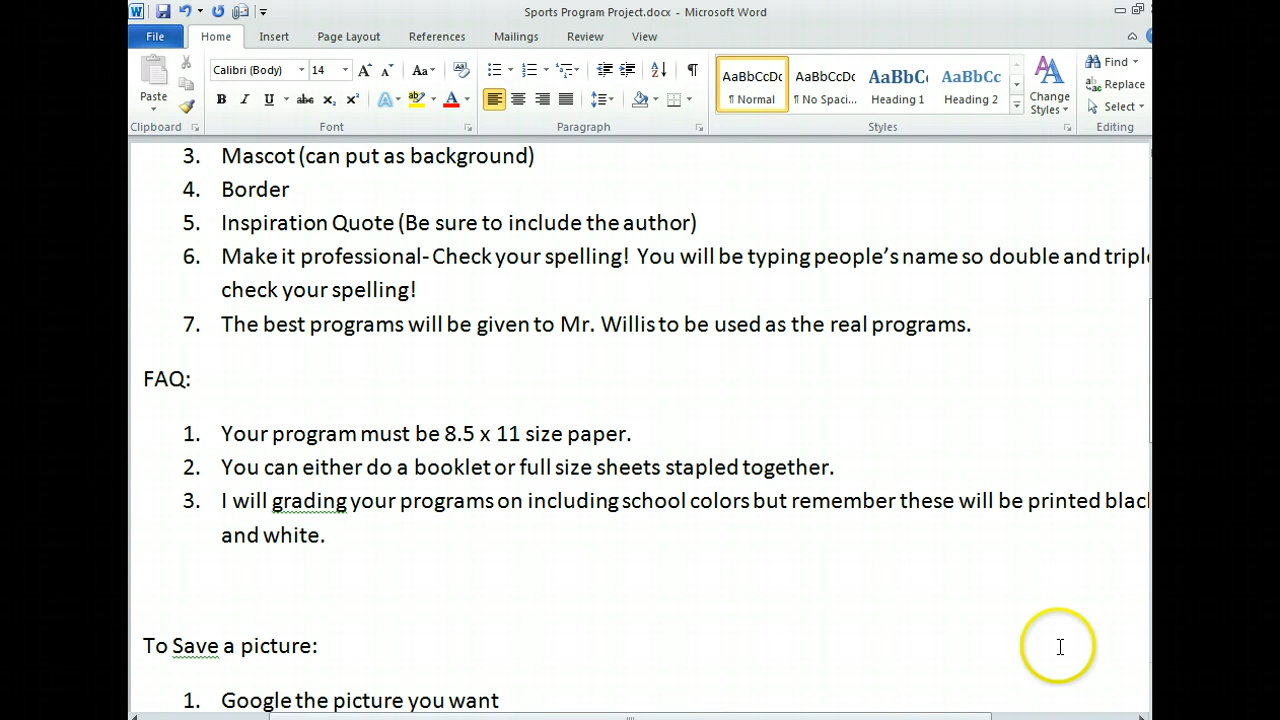 Sports Program Project.docx - Microsoft Word
File Home Insert Page Layout References Mailings Review View
Calibri (Body) 14 Aa
AaBbCcDc AaBbCcDc AaBbC AaBbCc
Paste
¶ Normal ¶ No Spaci... Heading 1 Heading 2
Change Styles
Find
Replace
Select
Clipboard Font Paragraph Styles Editing
3. Mascot (can put as background)
4. Border
5. Inspiration Quote (Be sure to include the author)
6. Make it professional- Check your spelling! You will be typing people's name so double and triple
check your spelling!
7. The best programs will be given to Mr. Willis to be used as the real programs.
FAQ:
1. Your program must be 8.5 x 11 size paper.
2. You can either do a booklet or full size sheets stapled together.
3. I will grading your programs on including school colors but remember these will be printed black
and white.
To Save a picture:
1. Google the picture you want